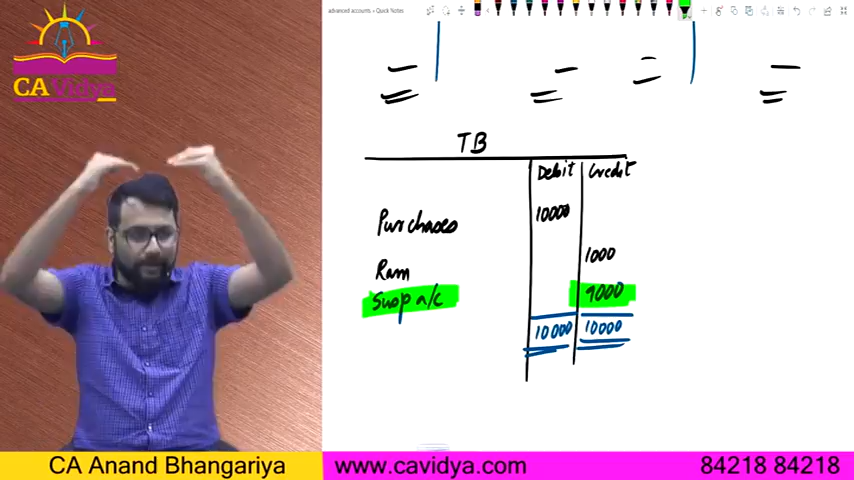 advanced accounts • Quick Notes
CA Vidya
TB
Debit Credit
Purchases 10000
Ram 1000
Susp a/c 9000
10000 10000
CA Anand Bhangariya www.cavidya.com 84218 84218